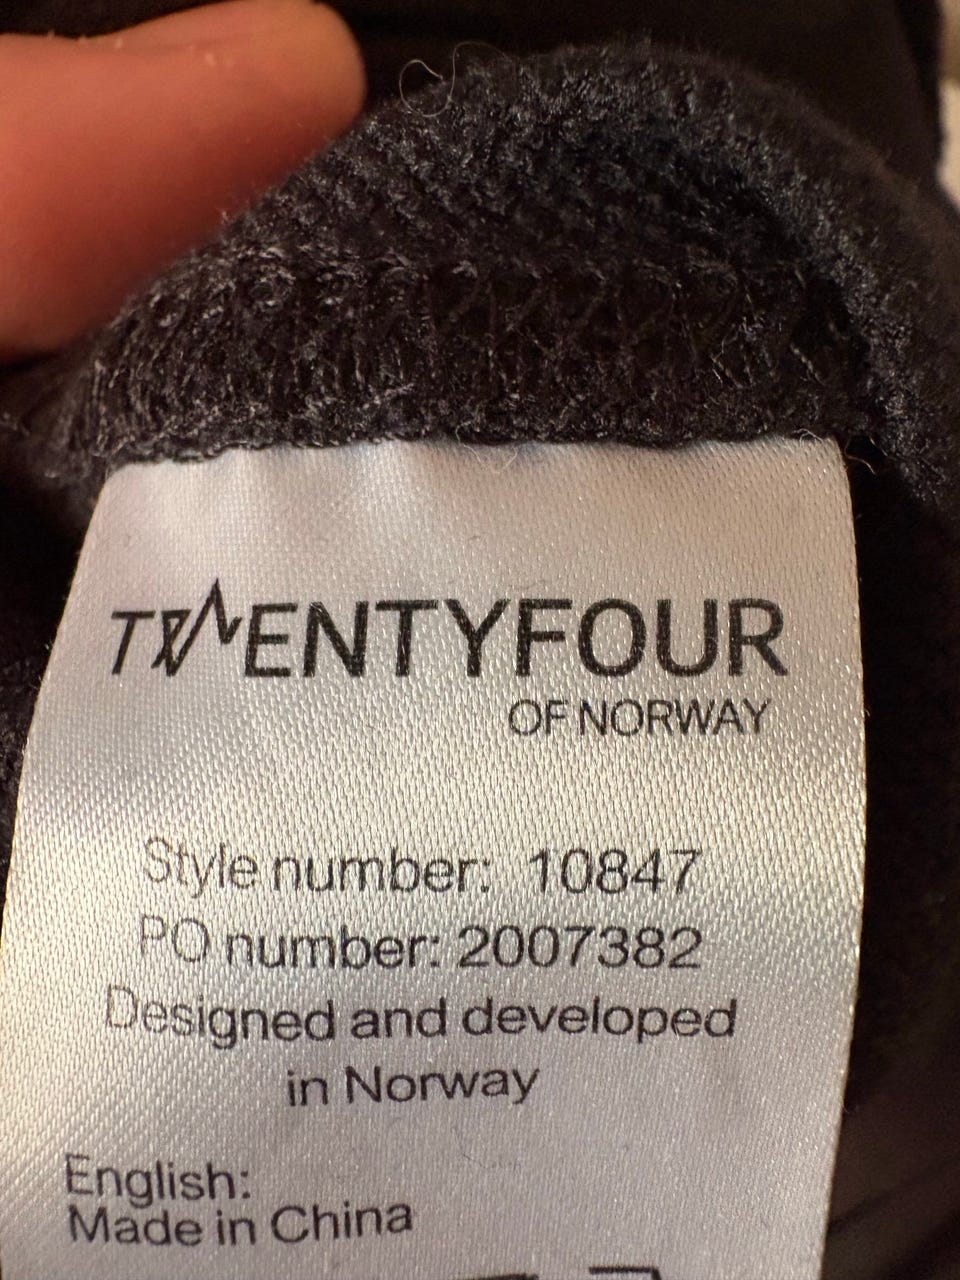 TWENTYFOUR
OF NORWAY
Style number: 10847
PO number: 2007382
Designed and developed
in Norway
English:
Made in China